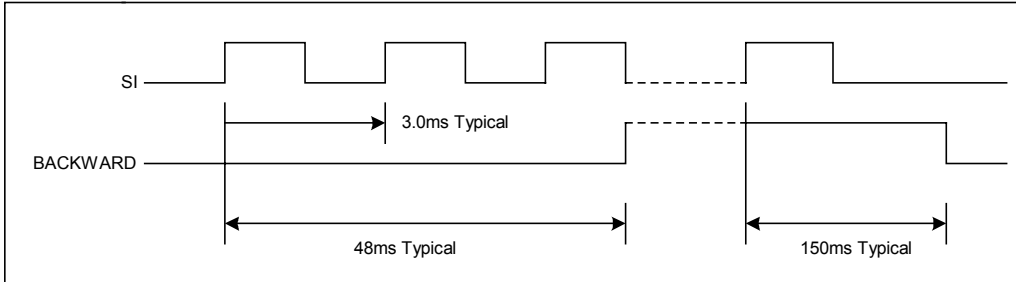 SI
3.0ms Typical
BACKWARD
48ms Typical
150ms Typical